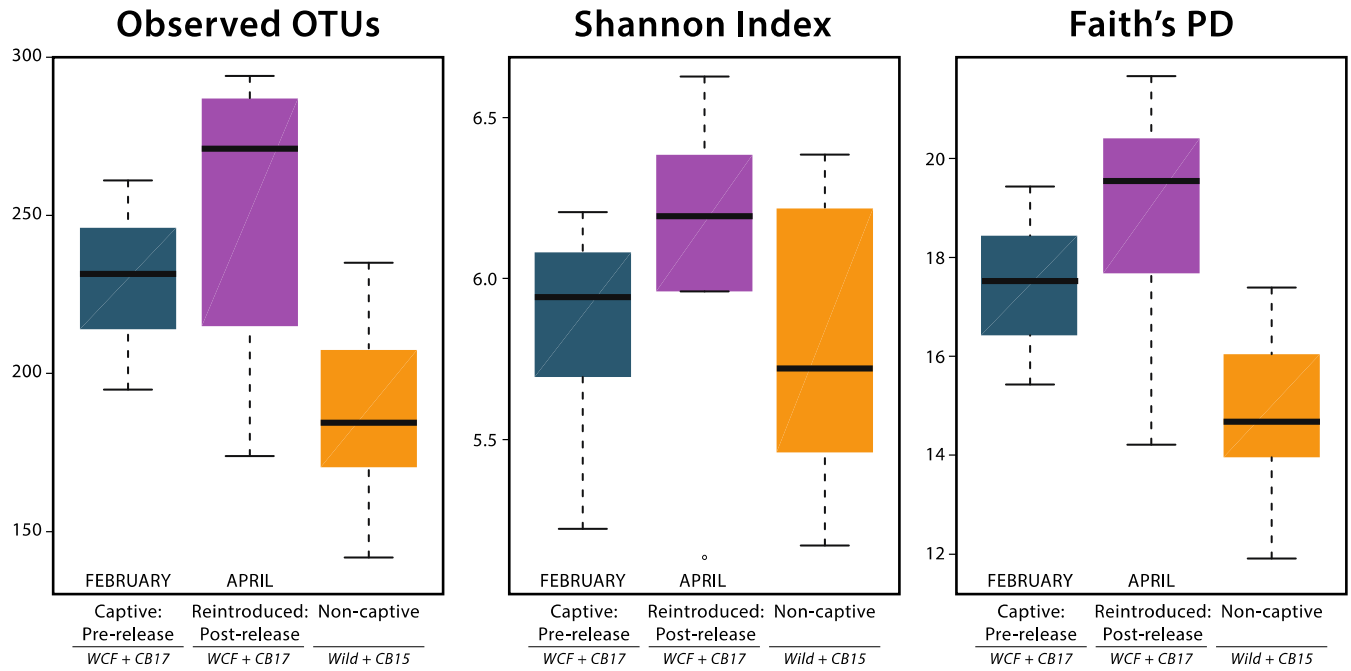 Observed OTUs
300
250
200
150
FEBRUARY
APRIL
Captive:
Pre-release
WCF + CB17
Reintroduced:
Post-release
WCF + CB17
Non-captive
Wild + CB15
Shannon Index
6.5
6.0
5.5
FEBRUARY
APRIL
Captive:
Pre-release
WCF + CB17
Reintroduced:
Post-release
WCF + CB17
Non-captive
Wild + CB15
Faith's PD
20
18
16
14
12
FEBRUARY
APRIL
Captive:
Pre-release
WCF + CB17
Reintroduced:
Post-release
WCF + CB17
Non-captive
Wild + CB15